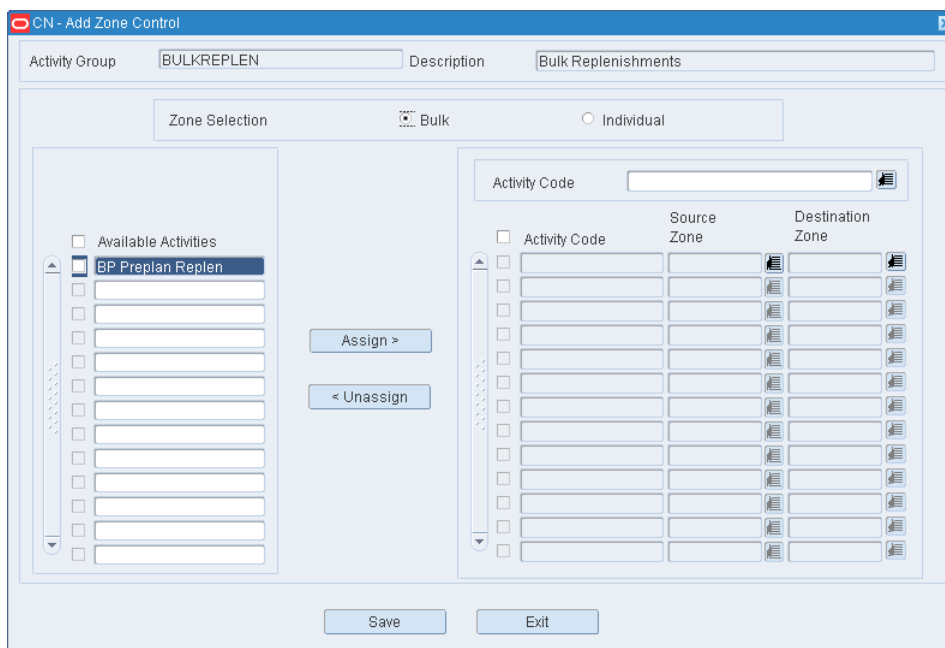 CN - Add Zone Control
Activity Group BULKREPLEN Description Bulk Replenishments
Zone Selection Bulk Individual
Activity Code
Available Activities
Activity Code Source Zone Destination Zone
BP Preplan Replen
Assign >
< Unassign
Save Exit